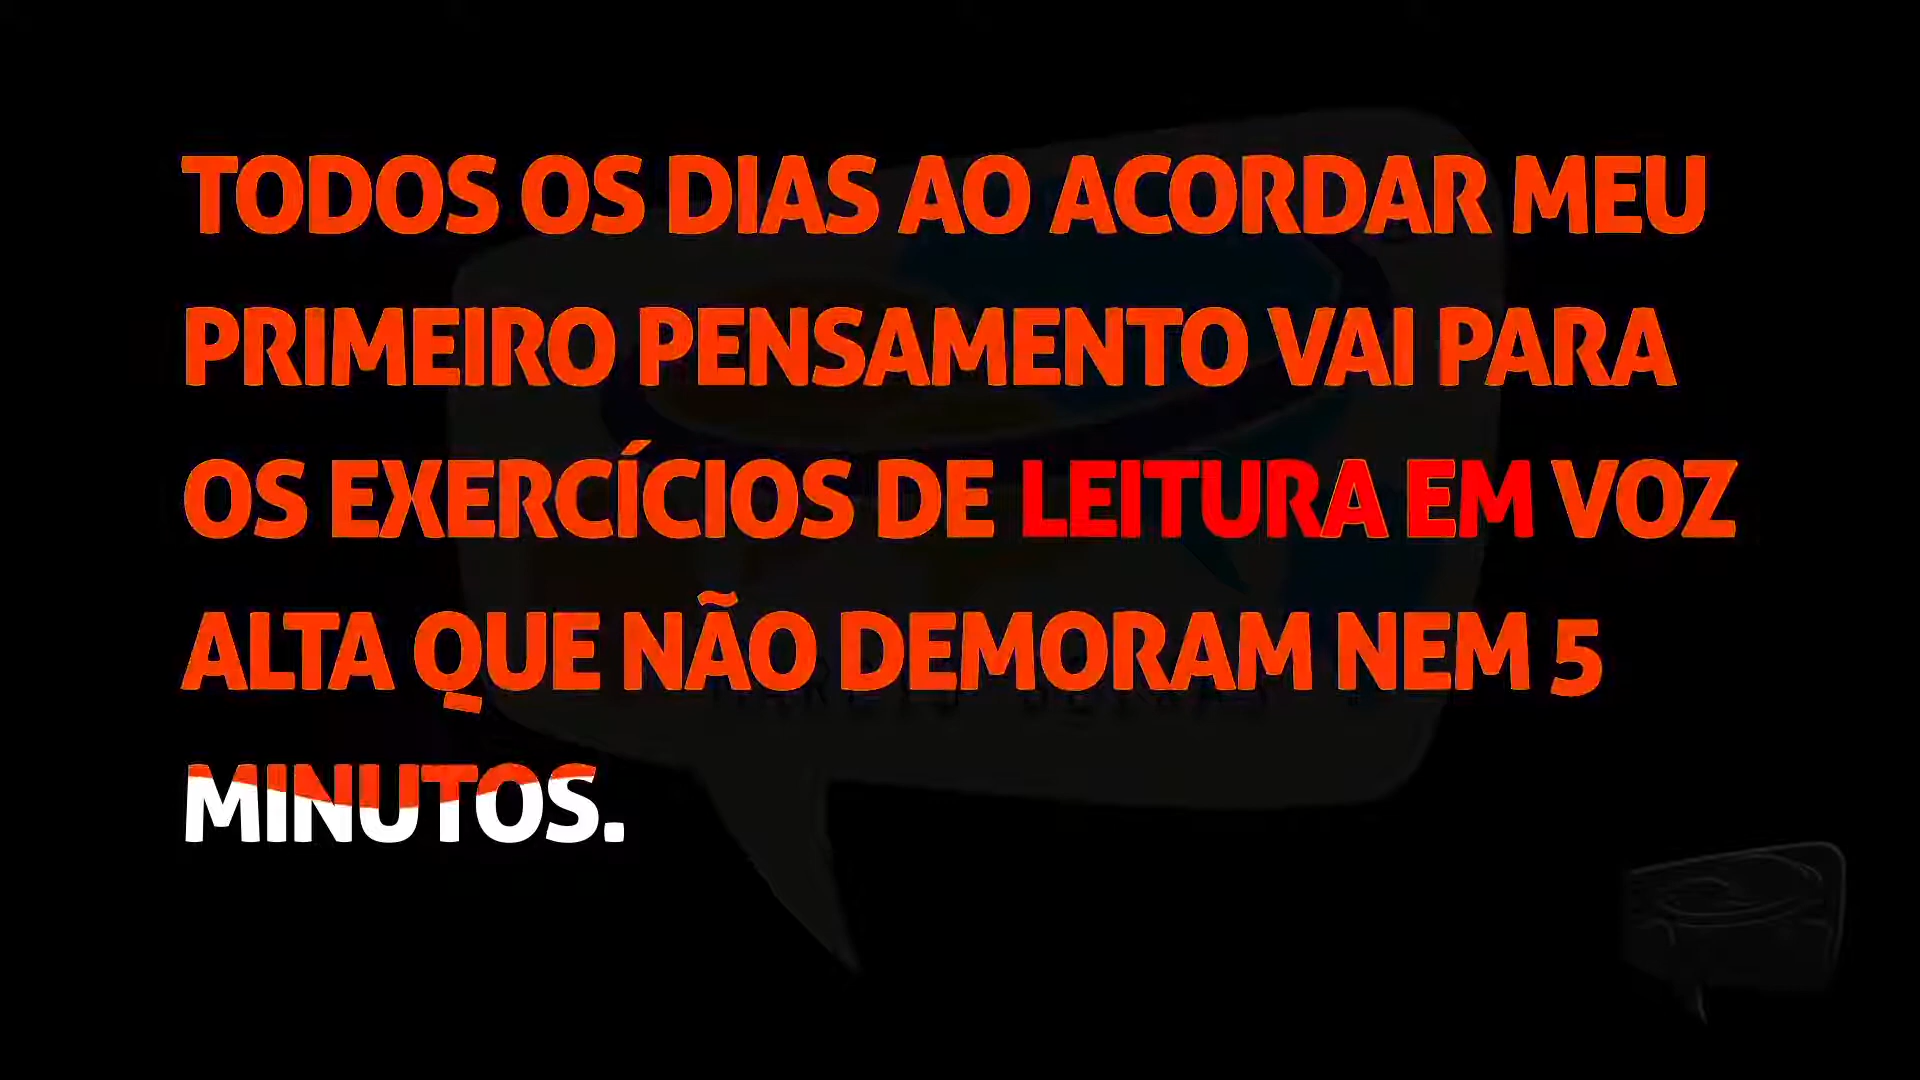 TODOS OS DIAS AO ACORDAR MEU
PRIMEIRO PENSAMENTO VAI PARA
OS EXERCÍCIOS DE LEITURA EM VOZ
ALTA QUE NÃO DEMORAM NEM 5
MINUTOS.